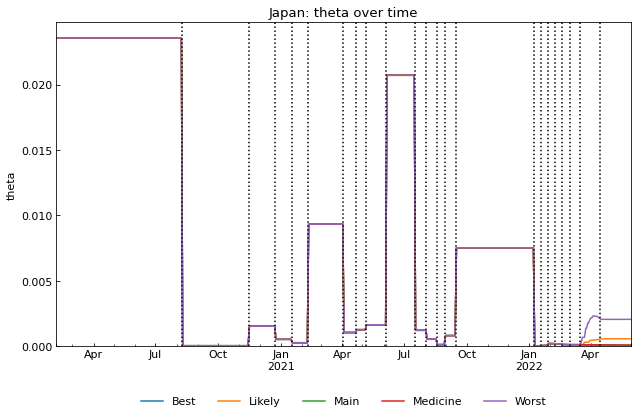 Japan: theta over time
theta
0.020
0.015
0.010
0.005
0.000
Apr Jul Oct Jan Apr Jul Oct Jan Apr
2021 2022
Best Likely Main Medicine Worst